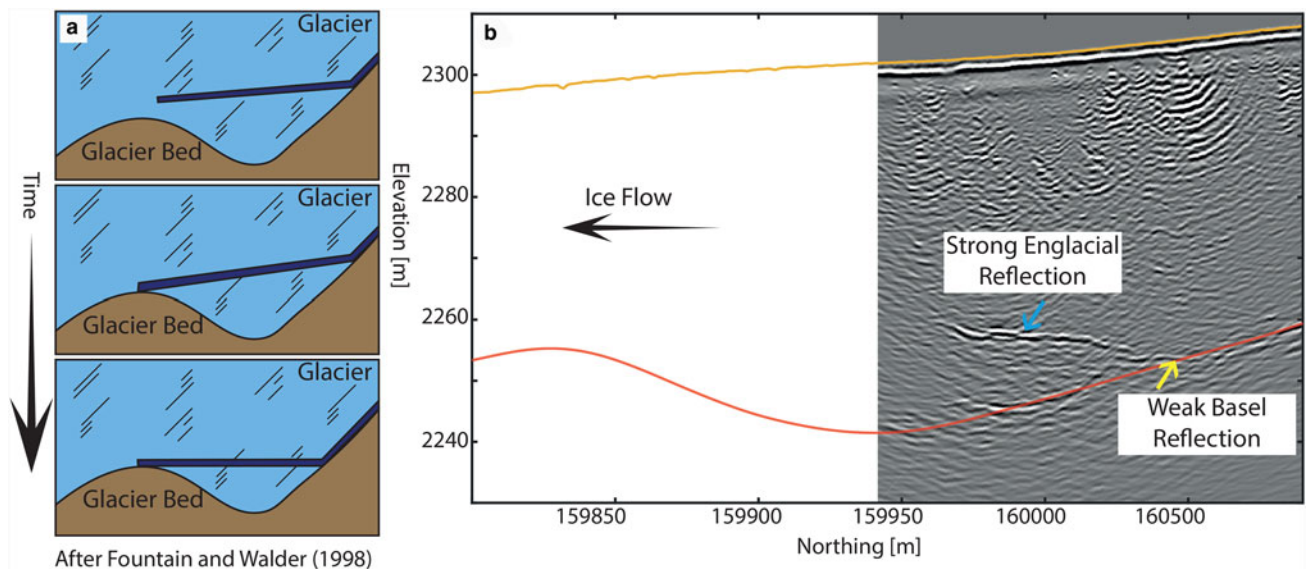 a
Glacier
Glacier Bed
Glacier
Glacier Bed
Glacier
Glacier Bed
Time
After Fountain and Walder (1998)
b
Elevation [m]
2300
2280
2260
2240
Ice Flow
Strong Englacial
Reflection
Weak Basel
Reflection
159850
159900
159950
160000
160500
Northing [m]